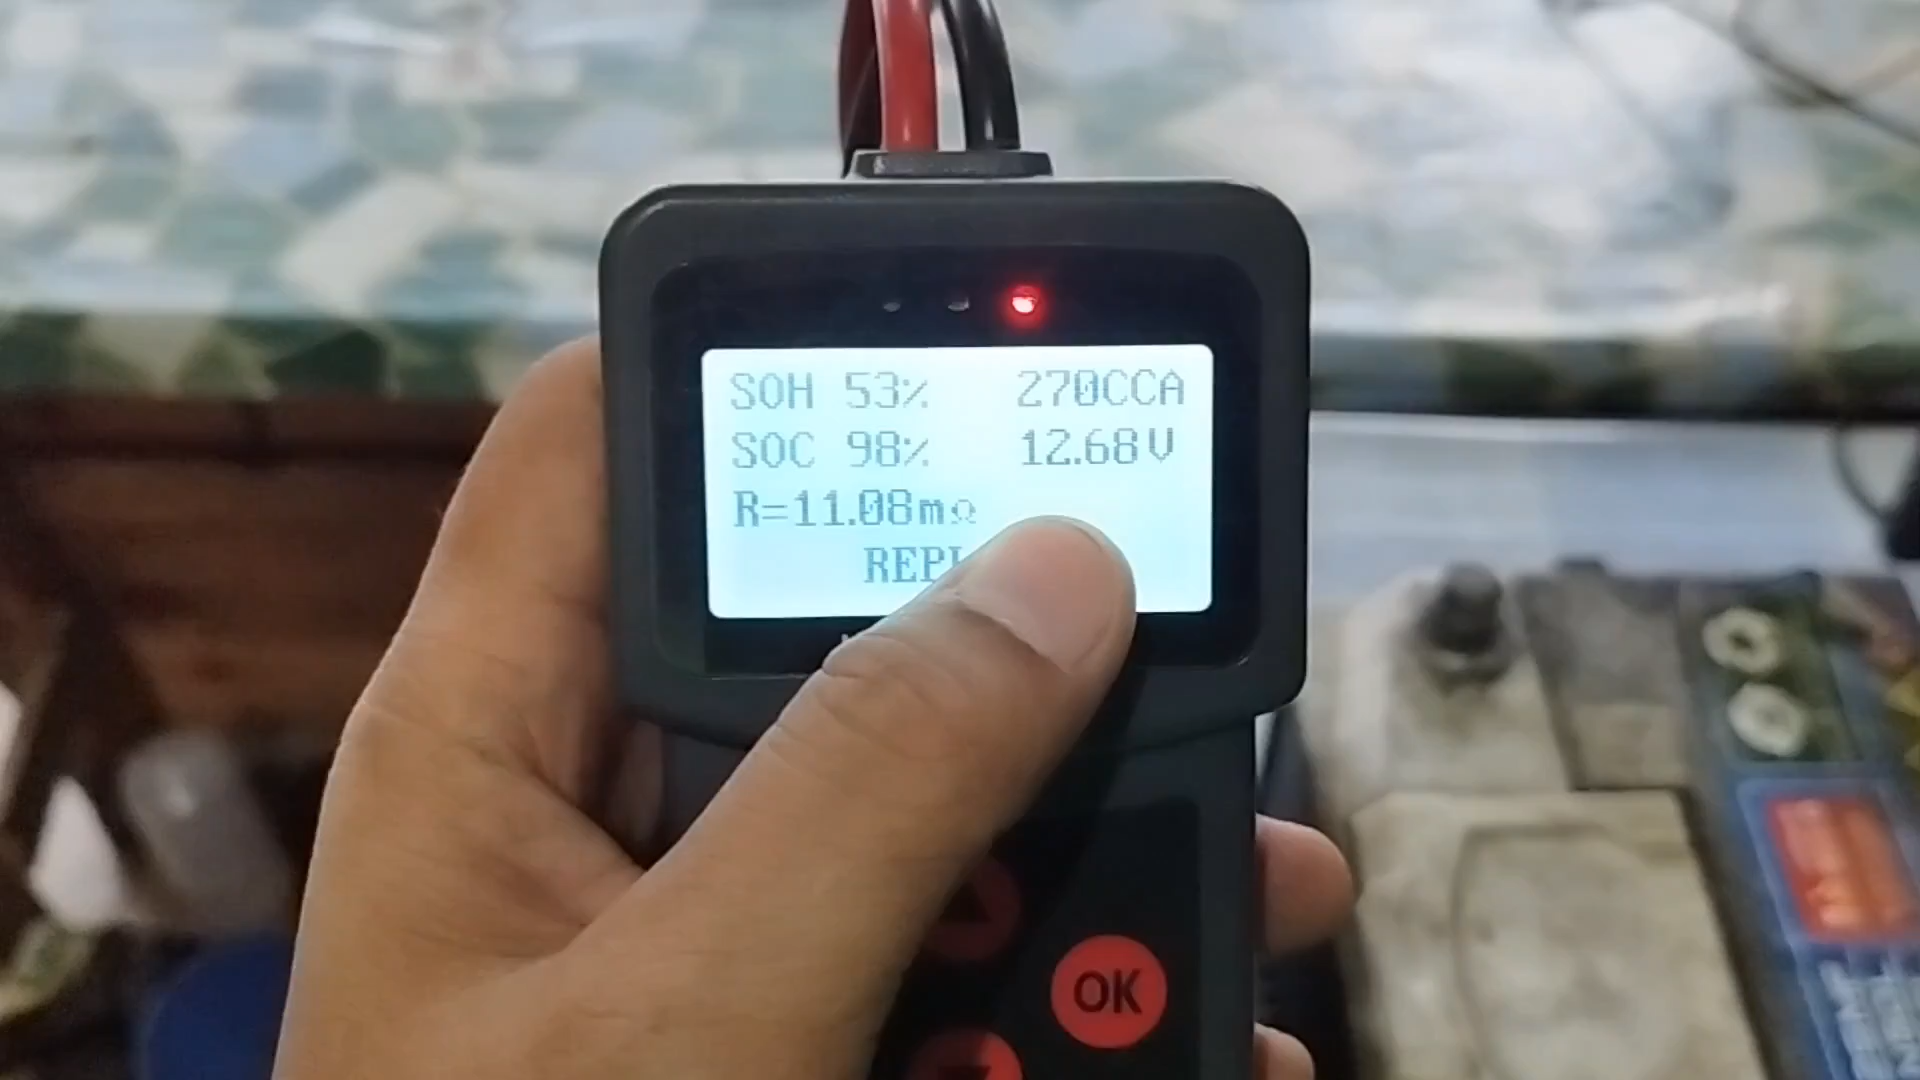 SOH 53% 270CCA
SOC 98% 12.68V
R=11.08mΩ
REPL
OK